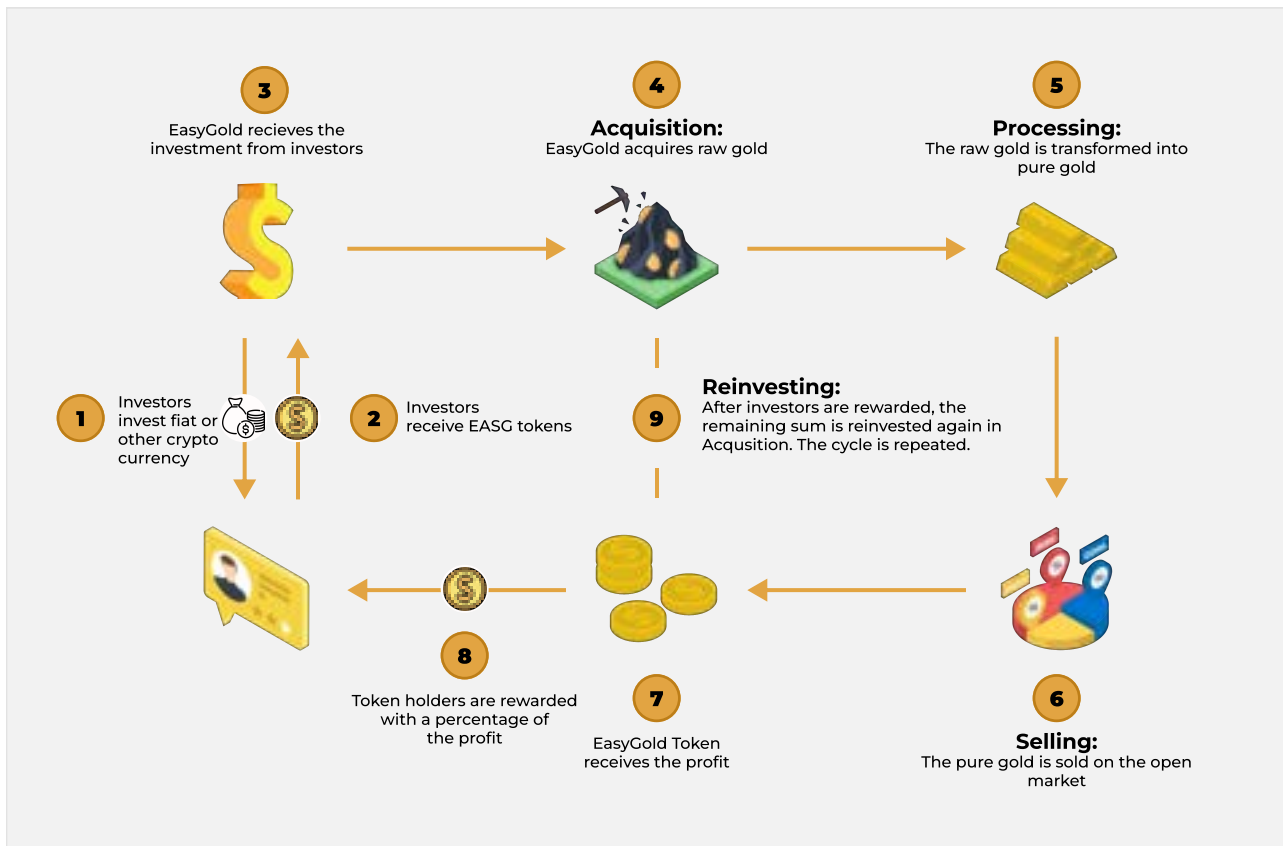 3
EasyGold recieves the
investment from investors
4
Acquisition:
EasyGold acquires raw gold
5
Processing:
The raw gold is transformed into
pure gold
1
Investors
invest fiat or
other crypto
currency
2
Investors
receive EASG tokens
9
Reinvesting:
After investors are rewarded, the
remaining sum is reinvested again in
Acqusition. The cycle is repeated.
8
Token holders are rewarded
with a percentage of
the profit
7
EasyGold Token
receives the profit
6
Selling:
The pure gold is sold on the open
market